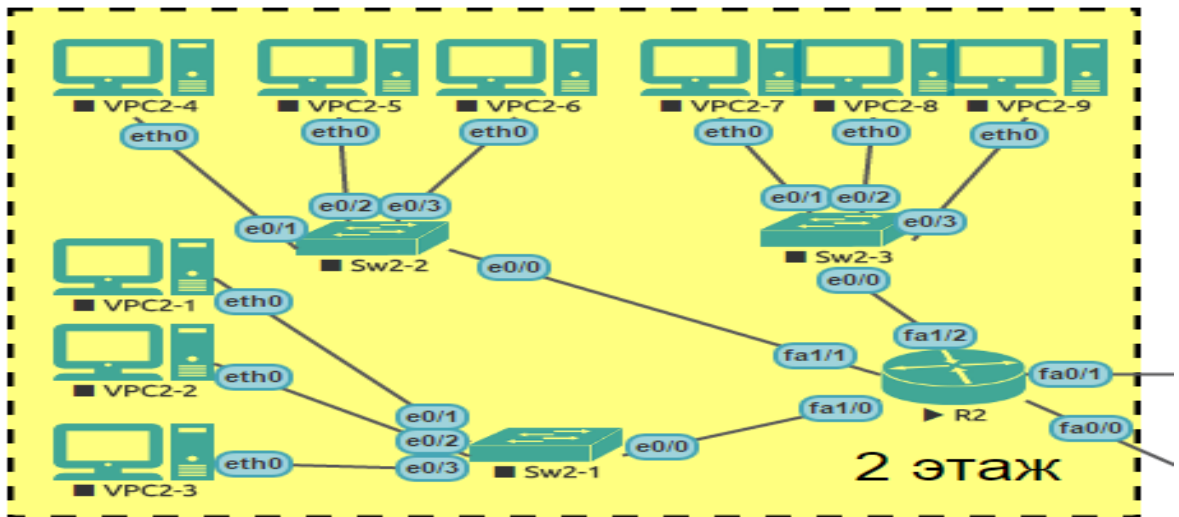 VPC2-4 VPC2-5 VPC2-6 VPC2-7 VPC2-8 VPC2-9
eth0 eth0 eth0 eth0 eth0 eth0
e0/1 e0/2 e0/3 e0/1 e0/2 e0/3
Sw2-2 Sw2-3
e0/0 e0/0
VPC2-1
eth0
fa1/2
fa1/1
fa0/1
VPC2-2
eth0
fa1/0
R2
fa0/0
e0/1
e0/2
e0/3
e0/0
Sw2-1
VPC2-3
eth0
2 этаж